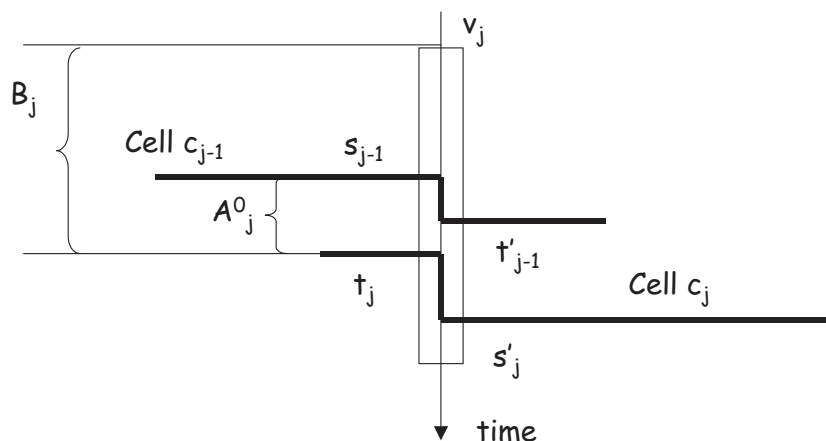 v_j
B_j
Cell c_{j-1} s_{j-1}
A^0_j
t'_{j-1}
t_j
Cell c_j
s'_j
time